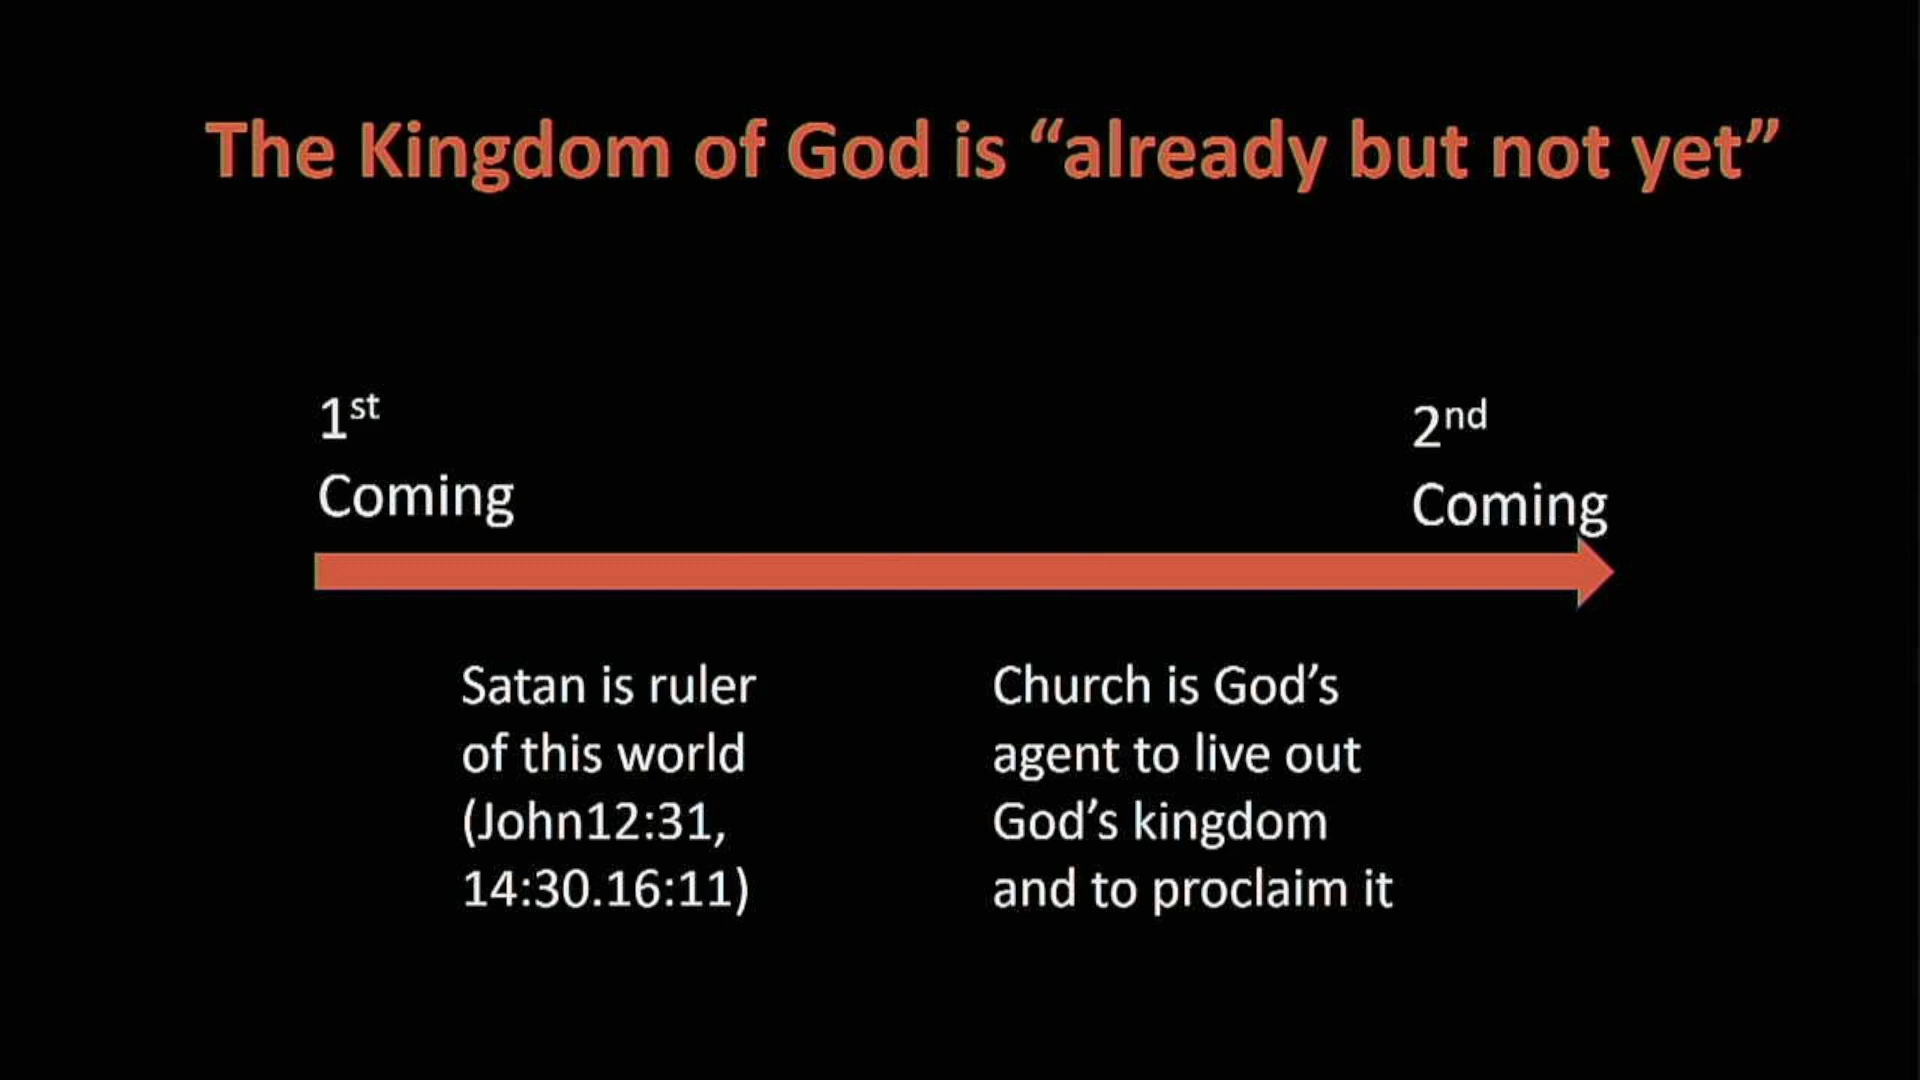 The Kingdom of God is “already but not yet”
1st
Coming
2nd
Coming
Satan is ruler
of this world
(John12:31,
14:30.16:11)
Church is God’s
agent to live out
God’s kingdom
and to proclaim it